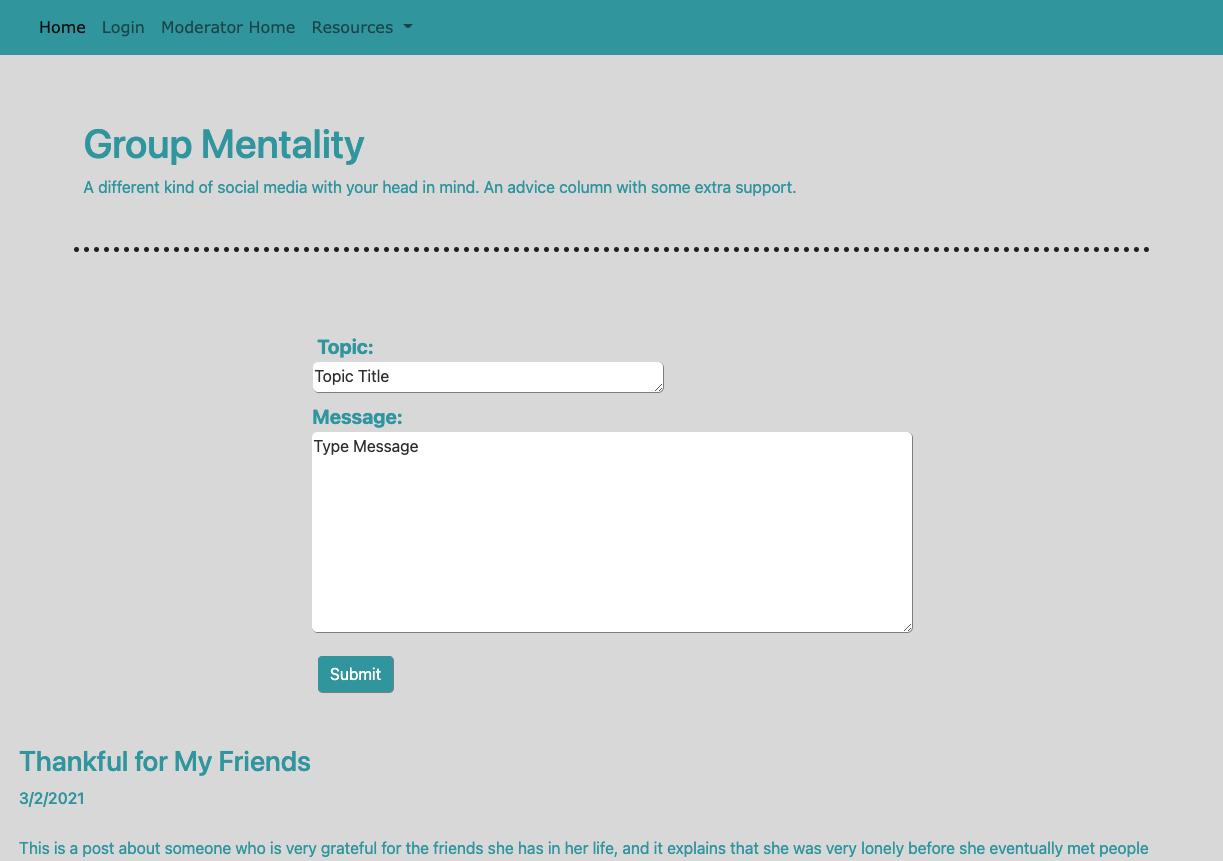 Home Login Moderator Home Resources
Group Mentality
A different kind of social media with your head in mind. An advice column with some extra support.
Topic:
Topic Title
Message:
Type Message
Submit
Thankful for My Friends
3/2/2021
This is a post about someone who is very grateful for the friends she has in her life, and it explains that she was very lonely before she eventually met people